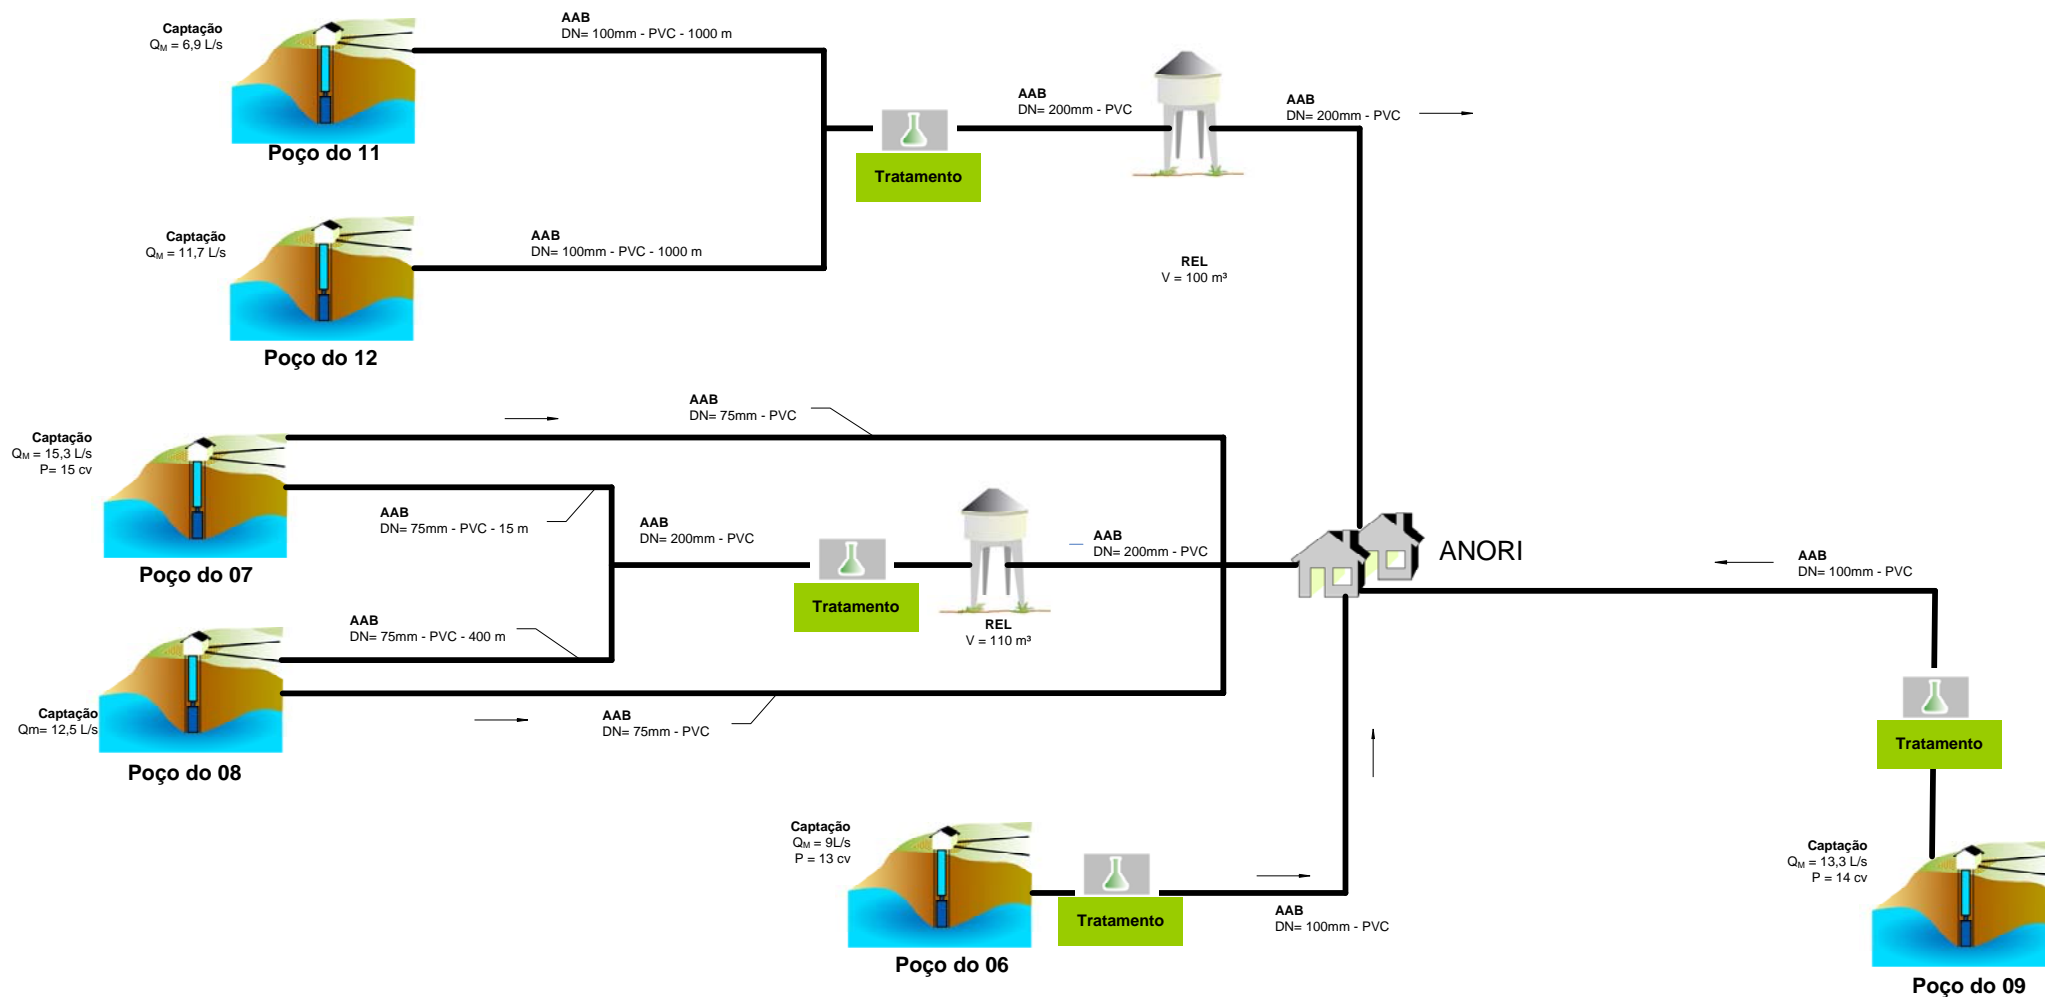 Captação
QM = 6,9 L/s
AAB
DN= 100mm - PVC - 1000 m
Poço do 11
AAB
DN= 200mm - PVC
AAB
DN= 200mm - PVC
Tratamento
Captação
QM = 11,7 L/s
AAB
DN= 100mm - PVC - 1000 m
REL
V = 100 m³
Poço do 12
AAB
DN= 75mm - PVC
Captação
QM = 15,3 L/s
P= 15 cv
AAB
DN= 75mm - PVC - 15 m
AAB
DN= 200mm - PVC
AAB
DN= 200mm - PVC
ANORI
AAB
DN= 100mm - PVC
Poço do 07
Tratamento
REL
V = 110 m³
AAB
DN= 75mm - PVC - 400 m
Captação
Qm= 12,5 L/s
AAB
DN= 75mm - PVC
Poço do 08
Tratamento
Captação
QM = 9L/s
P = 13 cv
Tratamento
AAB
DN= 100mm - PVC
Poço do 06
Captação
QM = 13,3 L/s
P = 14 cv
Poço do 09